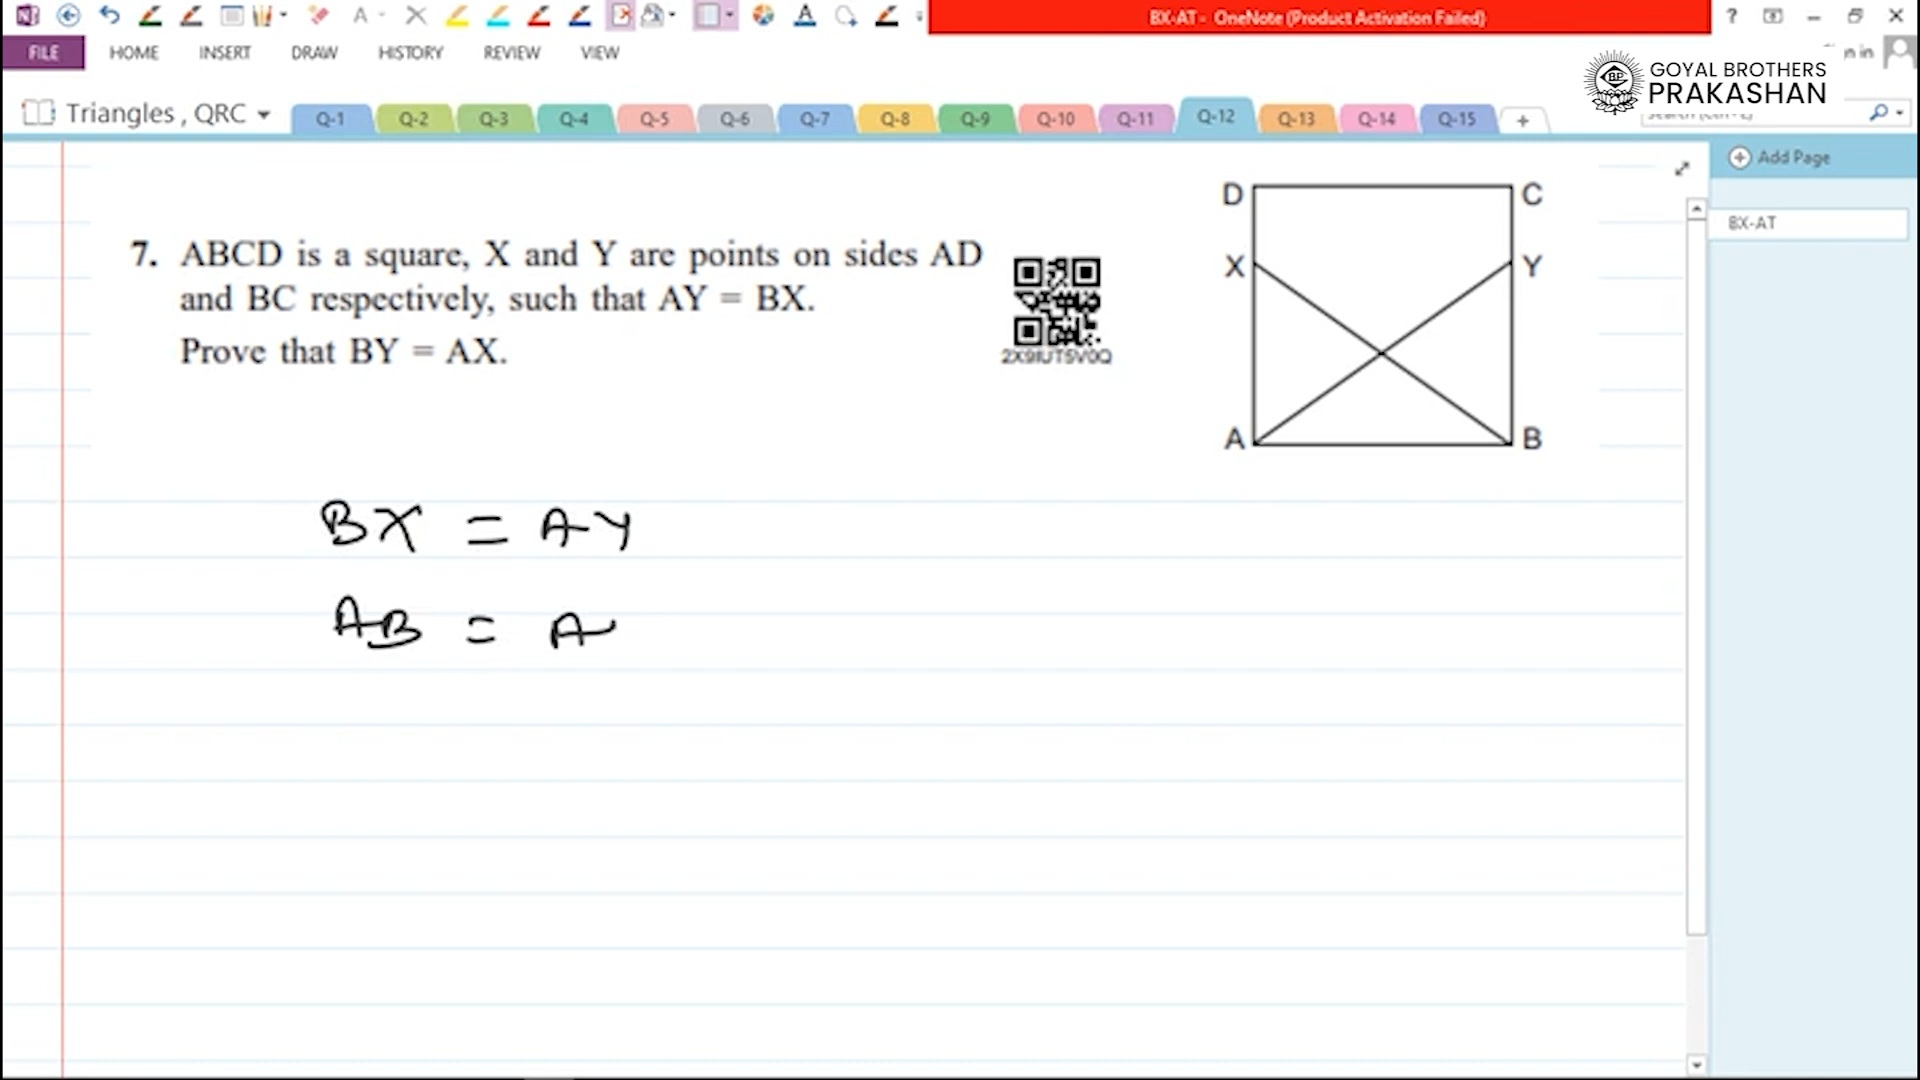 BX-AT - OneNote (Product Activation Failed)
FILE HOME INSERT DRAW HISTORY REVIEW VIEW
GOYAL BROTHERS
PRAKASHAN
Triangles , QRC
Q-1 Q-2 Q-3 Q-4 Q-5 Q-6 Q-7 Q-8 Q-9 Q-10 Q-11 Q-12 Q-13 Q-14 Q-15 +
Add Page
BX-AT
7. ABCD is a square, X and Y are points on sides AD
and BC respectively, such that AY = BX.
Prove that BY = AX.
2X9IUT5V0Q
D C
X Y
A B
BX = AY
AB = A